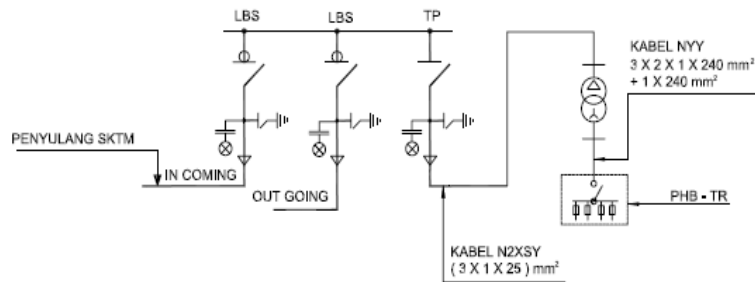 LBS
LBS
TP
KABEL NYY
3 X 2 X 1 X 240 mm²
+ 1 X 240 mm²
PENYULANG SKTM
IN COMING
OUT GOING
PHB - TR
KABEL N2XSY
( 3 X 1 X 25 ) mm²